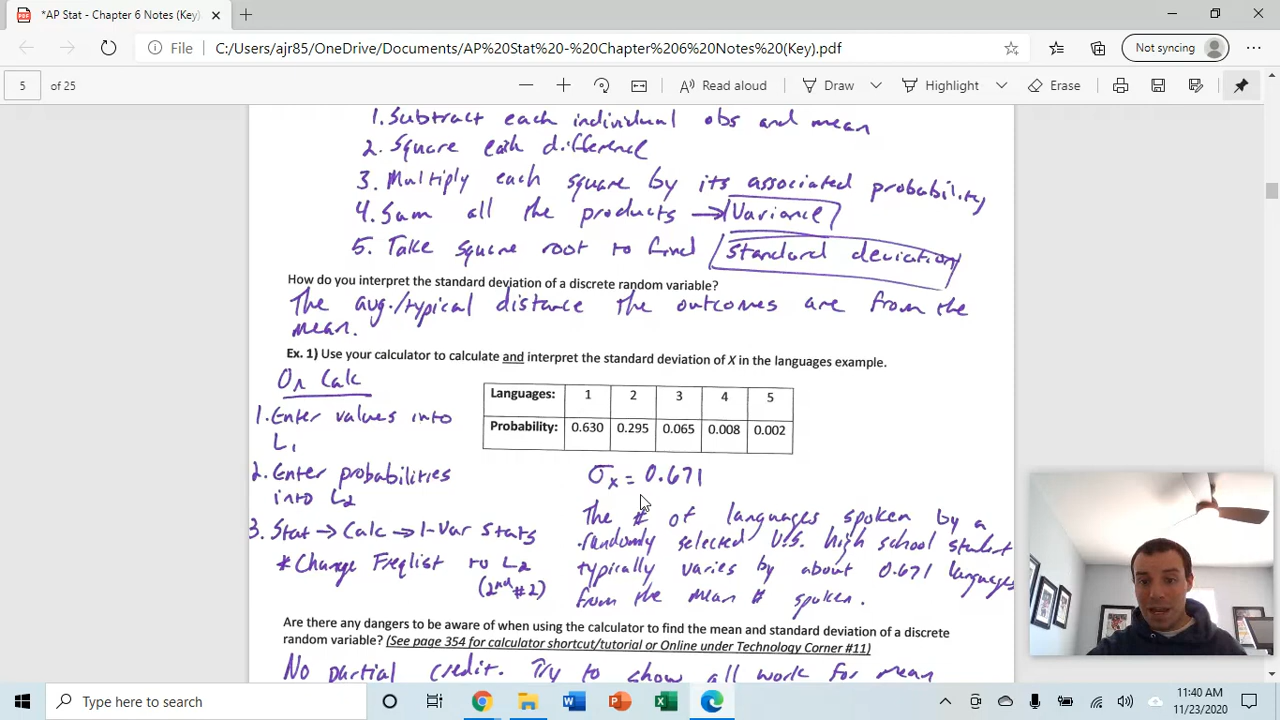 *AP Stat - Chapter 6 Notes (Key).pdf
File C:/Users/ajr85/OneDrive/Documents/AP%20Stat%20-%20Chapter%206%20Notes%20(Key).pdf
Not syncing
5 of 25
Read aloud
Draw
Highlight
Erase
1. Subtract each individual obs and mean
2. Square each difference
3. Multiply each square by its associated probability
4. Sum all the products → Variance
5. Take square root to find standard deviation
How do you interpret the standard deviation of a discrete random variable?
The avg./typical distance the outcomes are from the
mean.
Ex. 1) Use your calculator to calculate and interpret the standard deviation of X in the languages example.
On Calc
1. Enter values into
L1
2. Enter probabilities
into L2
3. Stat → Calc → 1-Var Stats
*Change Freqlist to L2
(2nd #2)
Languages: 1 2 3 4 5
Probability: 0.630 0.295 0.065 0.008 0.002
σx = 0.671
The # of languages spoken by a
randomly selected U.S. high school student
typically varies by about 0.671 languages
from the mean # spoken.
Are there any dangers to be aware of when using the calculator to find the mean and standard deviation of a discrete
random variable? (See page 354 for calculator shortcut/tutorial or Online under Technology Corner #11)
No partial credit. Try to show all work for mean
Type here to search
11:40 AM
11/23/2020